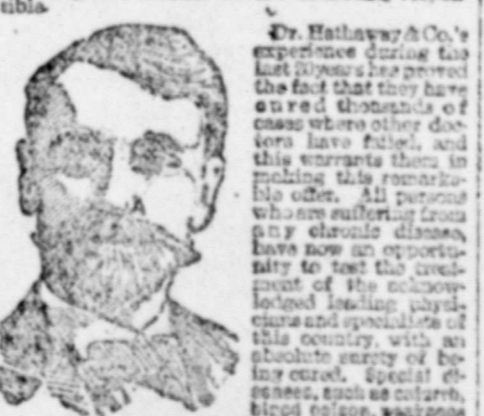 sible.
Dr. Hathaway & Co.'s
experience during the
last 20 years has proved
the fact that they have
cured thousands of
cases where other doc-
tors have failed, and
this warrants them in
making this remarka-
ble offer. All persons
who are suffering from
any chronic disease,
have now an opportu-
nity to test the treat-
ment of the acknow-
ledged leading physi-
cians and specialists of
this country, with an
absolute surety of be-
ing cured. Special di-
seases, such as catarrh,
blood poison,